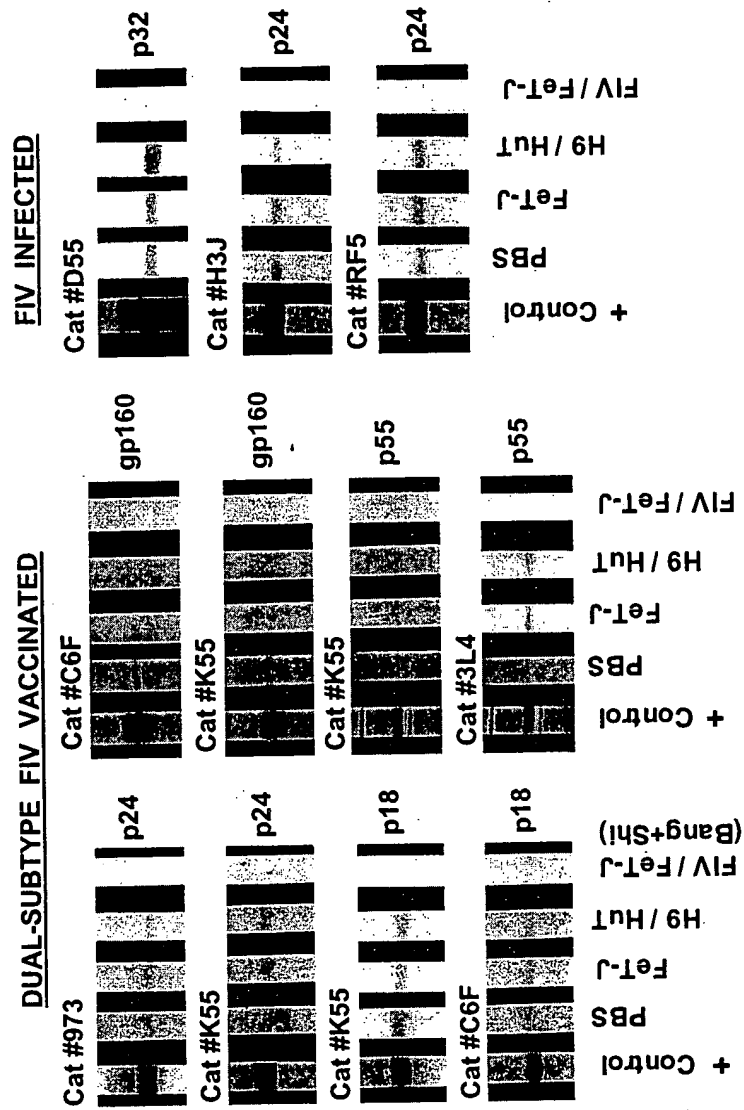 DUAL-SUBTYPE FIV VACCINATED
Cat #973
p24
Cat #K55
p24
Cat #K55
p18
Cat #C6F
p18
+ Control
PBS
FeT-J
H9 / HuT
FIV / FeT-J
(Bang+Shi)
Cat #C6F
gp160
Cat #K55
gp160
Cat #K55
p55
Cat #3L4
p55
+ Control
PBS
FeT-J
H9 / HuT
FIV / FeT-J
FIV INFECTED
Cat #D55
p32
Cat #H3J
p24
Cat #RF5
p24
+ Control
PBS
FeT-J
H9 / HuT
FIV / FeT-J